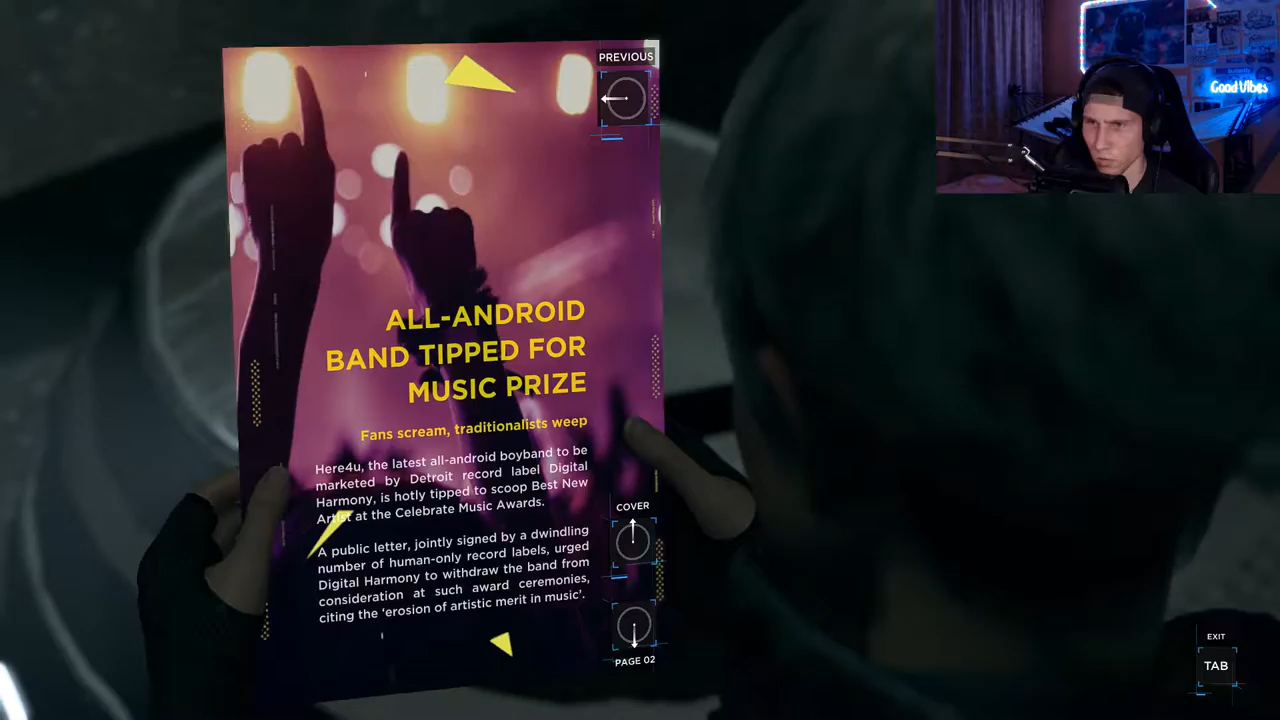 PREVIOUS
Good Vibes
ALL-ANDROID
BAND TIPPED FOR
MUSIC PRIZE
Fans scream, traditionalists weep
Here4u, the latest all-android boyband to be
marketed by Detroit record label Digital
Harmony, is hotly tipped to scoop Best New
Artist at the Celebrate Music Awards.
A public letter, jointly signed by a dwindling
number of human-only record labels, urged
Digital Harmony to withdraw the band from
consideration at such award ceremonies,
citing the ‘erosion of artistic merit in music’.
COVER
PAGE 02
EXIT
TAB